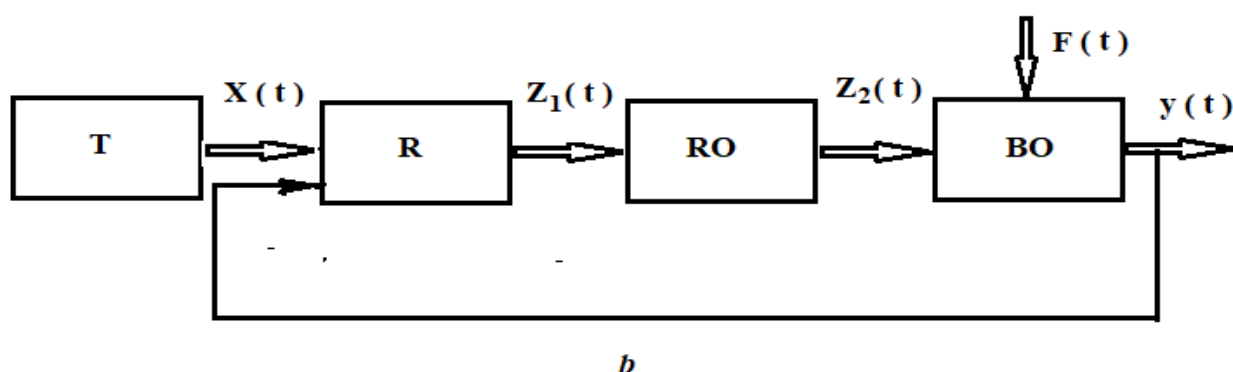 F ( t )
X ( t )
Z₁(t)
Z₂(t)
y ( t )
T
R
RO
BO
b